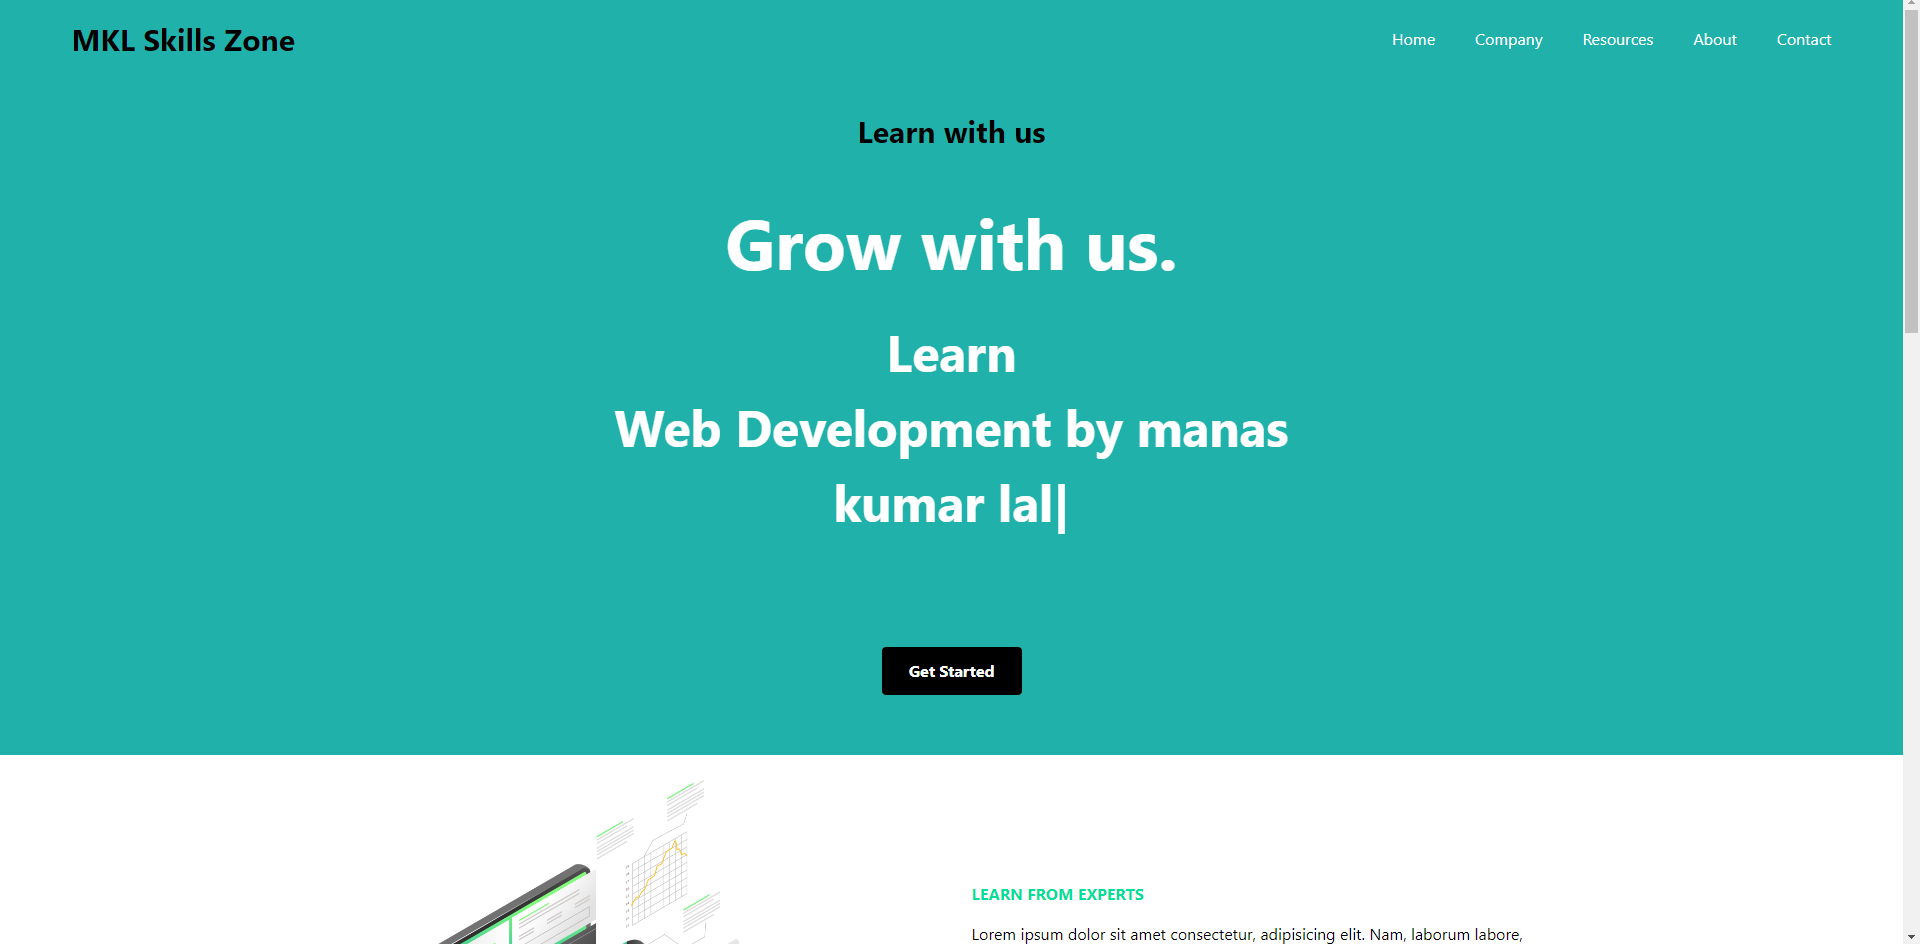 MKL Skills Zone
Home Company Resources About Contact
Learn with us
Grow with us.
Learn
Web Development by manas
kumar lal|
Get Started
LEARN FROM EXPERTS
Lorem ipsum dolor sit amet consectetur, adipisicing elit. Nam, laborum labore,